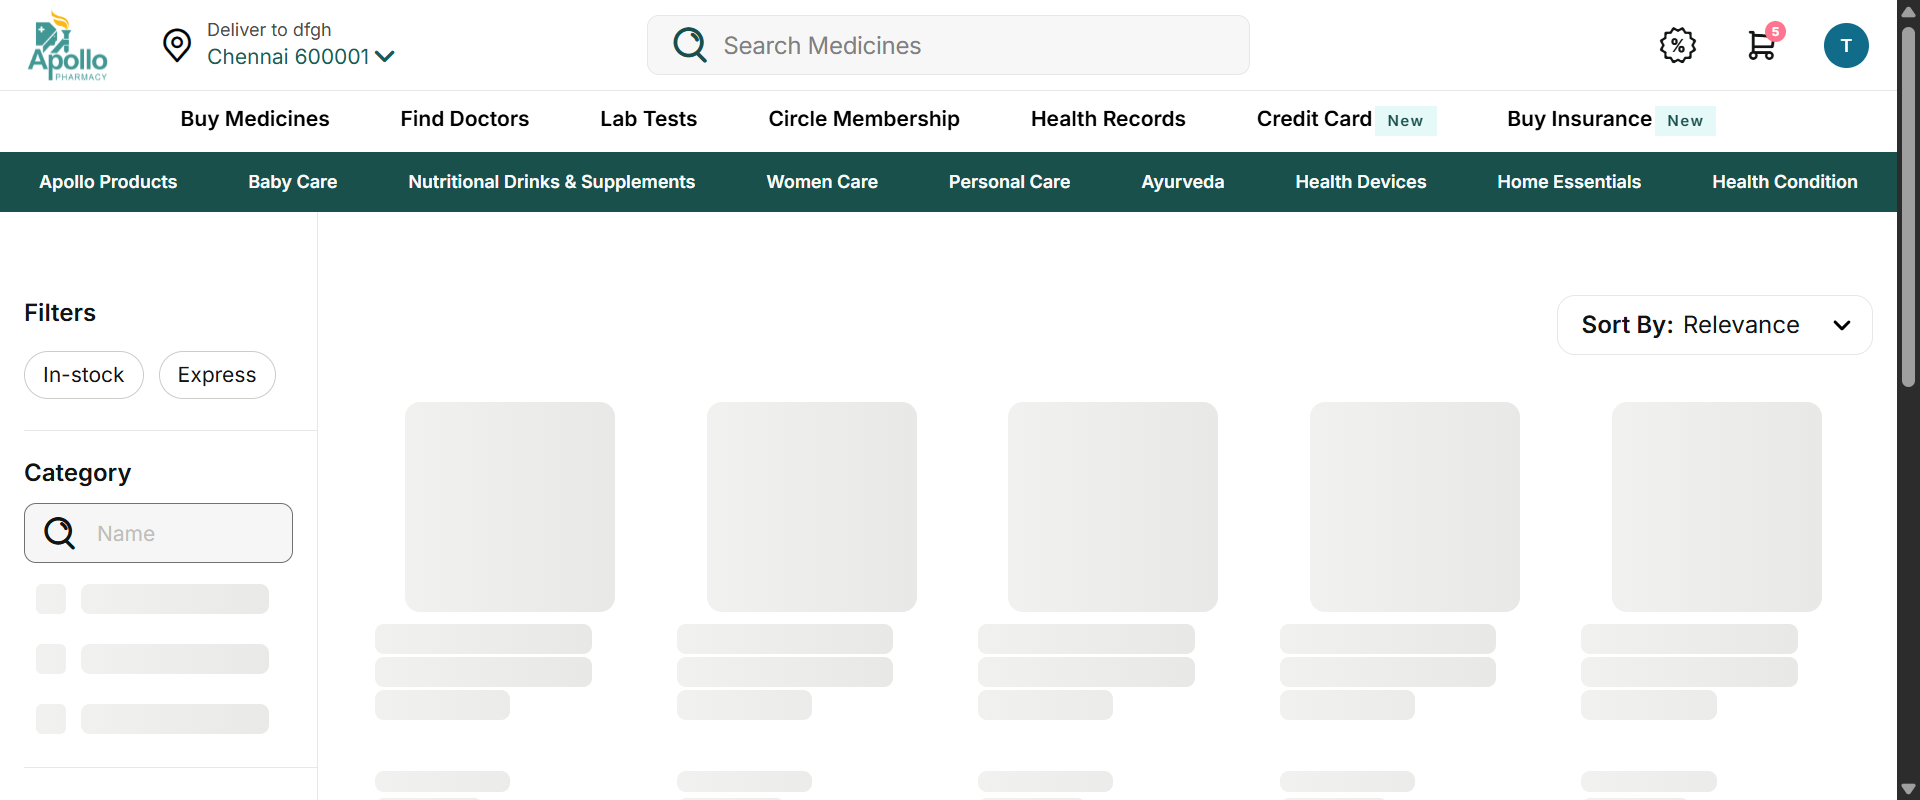 Apollo
PHARMACY
Deliver to dfgh
Chennai 600001
Search Medicines
%
5
T
Buy Medicines
Find Doctors
Lab Tests
Circle Membership
Health Records
Credit Card New
Buy Insurance New
Apollo Products
Baby Care
Nutritional Drinks & Supplements
Women Care
Personal Care
Ayurveda
Health Devices
Home Essentials
Health Condition
Filters
In-stock
Express
Sort By: Relevance
Category
Name